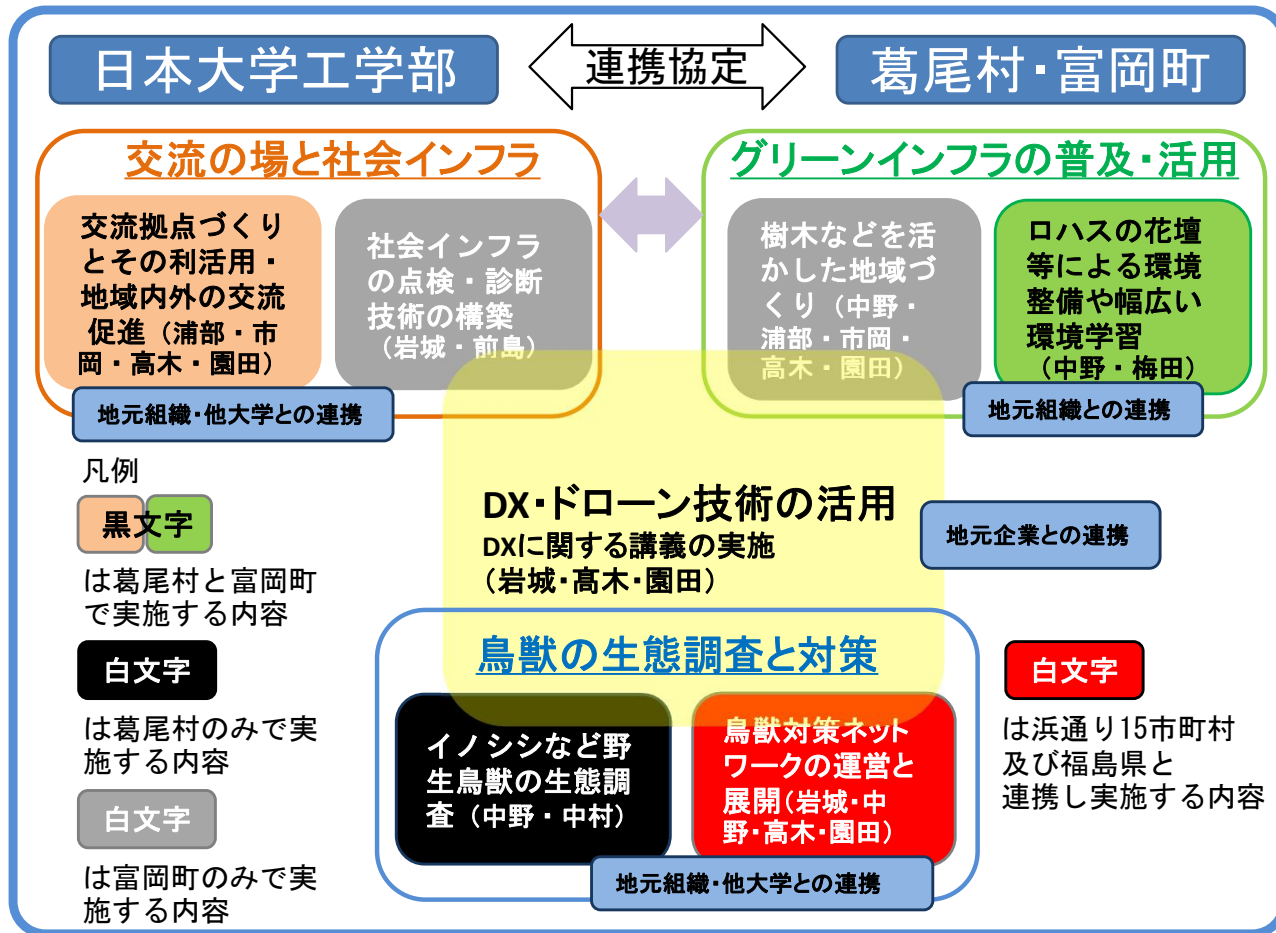 日本大学工学部
連携協定
葛尾村・富岡町
交流の場と社会インフラ
交流拠点づくり
とその利活用・
地域内外の交流
促進（浦部・市
岡・高木・園田）
社会インフラ
の点検・診断
技術の構築
（岩城・前島）
地元組織・他大学との連携
グリーンインフラの普及・活用
樹木などを活
かした地域づ
くり（中野・
浦部・市岡・
高木・園田）
ロハスの花壇
等による環境
整備や幅広い
環境学習
（中野・梅田）
地元組織との連携
DX・ドローン技術の活用
DXに関する講義の実施
（岩城・髙木・園田）
地元企業との連携
鳥獣の生態調査と対策
イノシシなど野
生鳥獣の生態調
査（中野・中村）
鳥獣対策ネット
ワークの運営と
展開(岩城・中
野・高木・園田)
地元組織・他大学との連携
凡例
黒文字
は葛尾村と富岡町
で実施する内容
白文字
は葛尾村のみで実
施する内容
白文字
は富岡町のみで実
施する内容
白文字
は浜通り15市町村
及び福島県と
連携し実施する内容